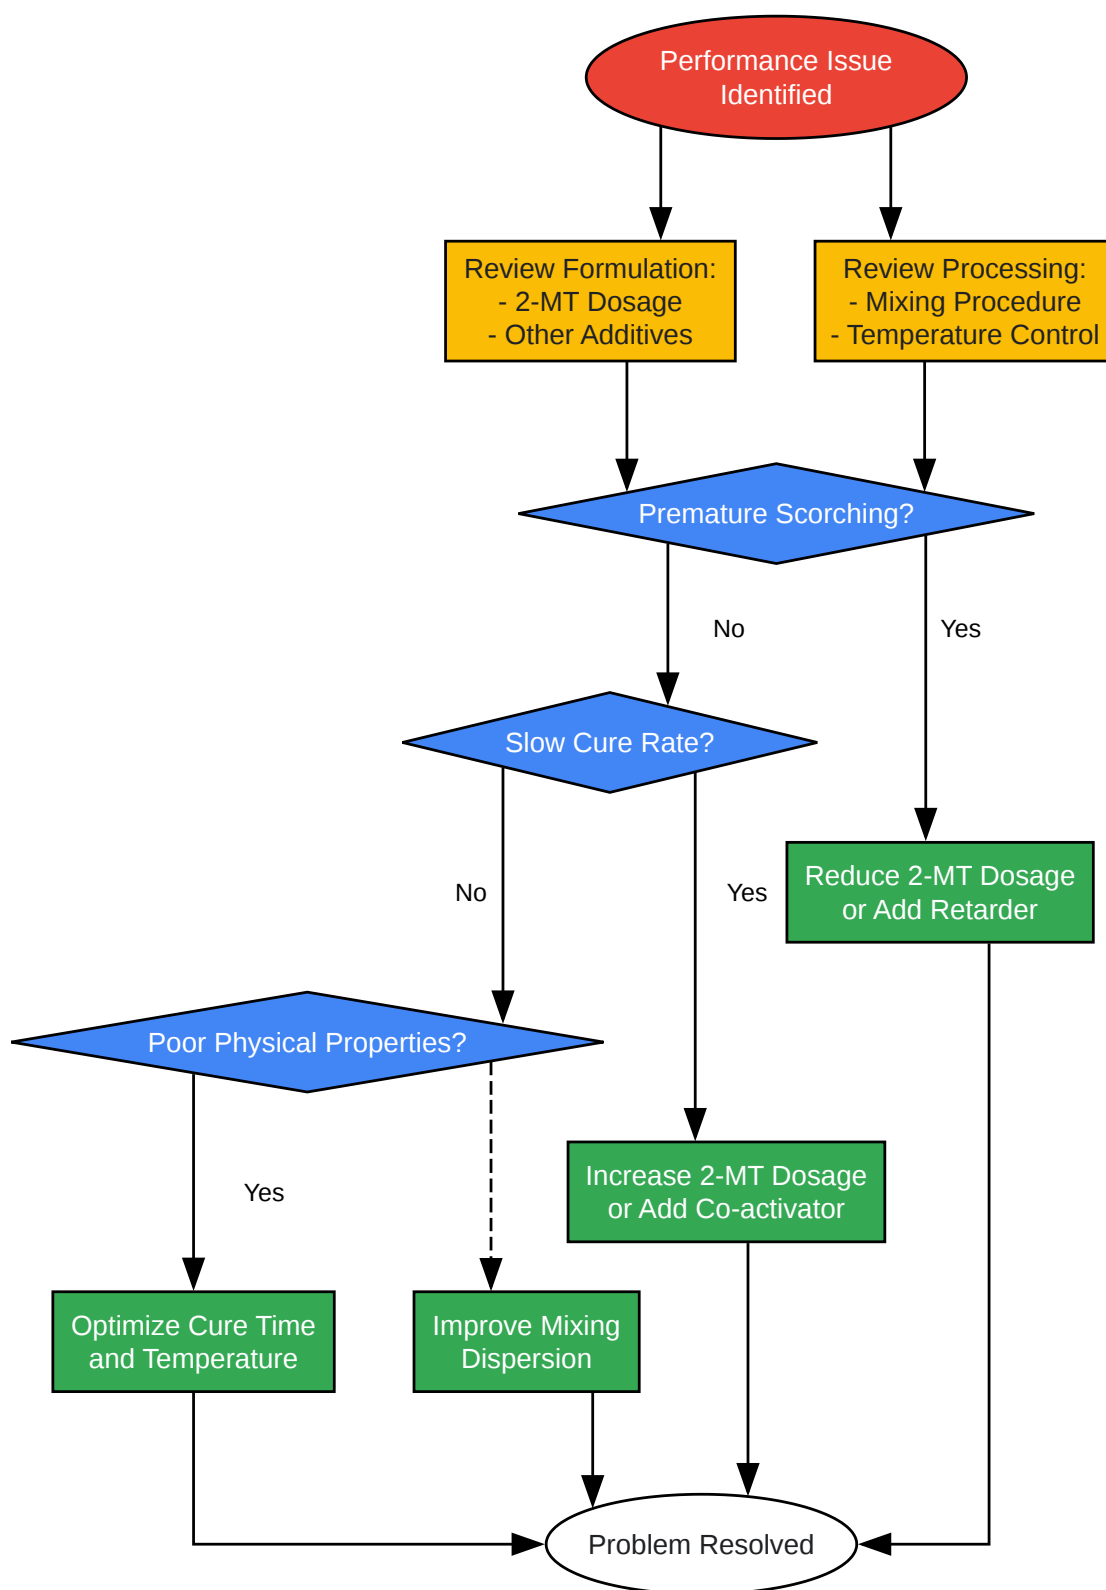 Performance Issue
Identified
Review Formulation:
- 2-MT Dosage
- Other Additives
Review Processing:
- Mixing Procedure
- Temperature Control
Premature Scorching?
No
Yes
Slow Cure Rate?
No
Yes
Reduce 2-MT Dosage
or Add Retarder
Poor Physical Properties?
Yes
Increase 2-MT Dosage
or Add Co-activator
Optimize Cure Time
and Temperature
Improve Mixing
Dispersion
Problem Resolved